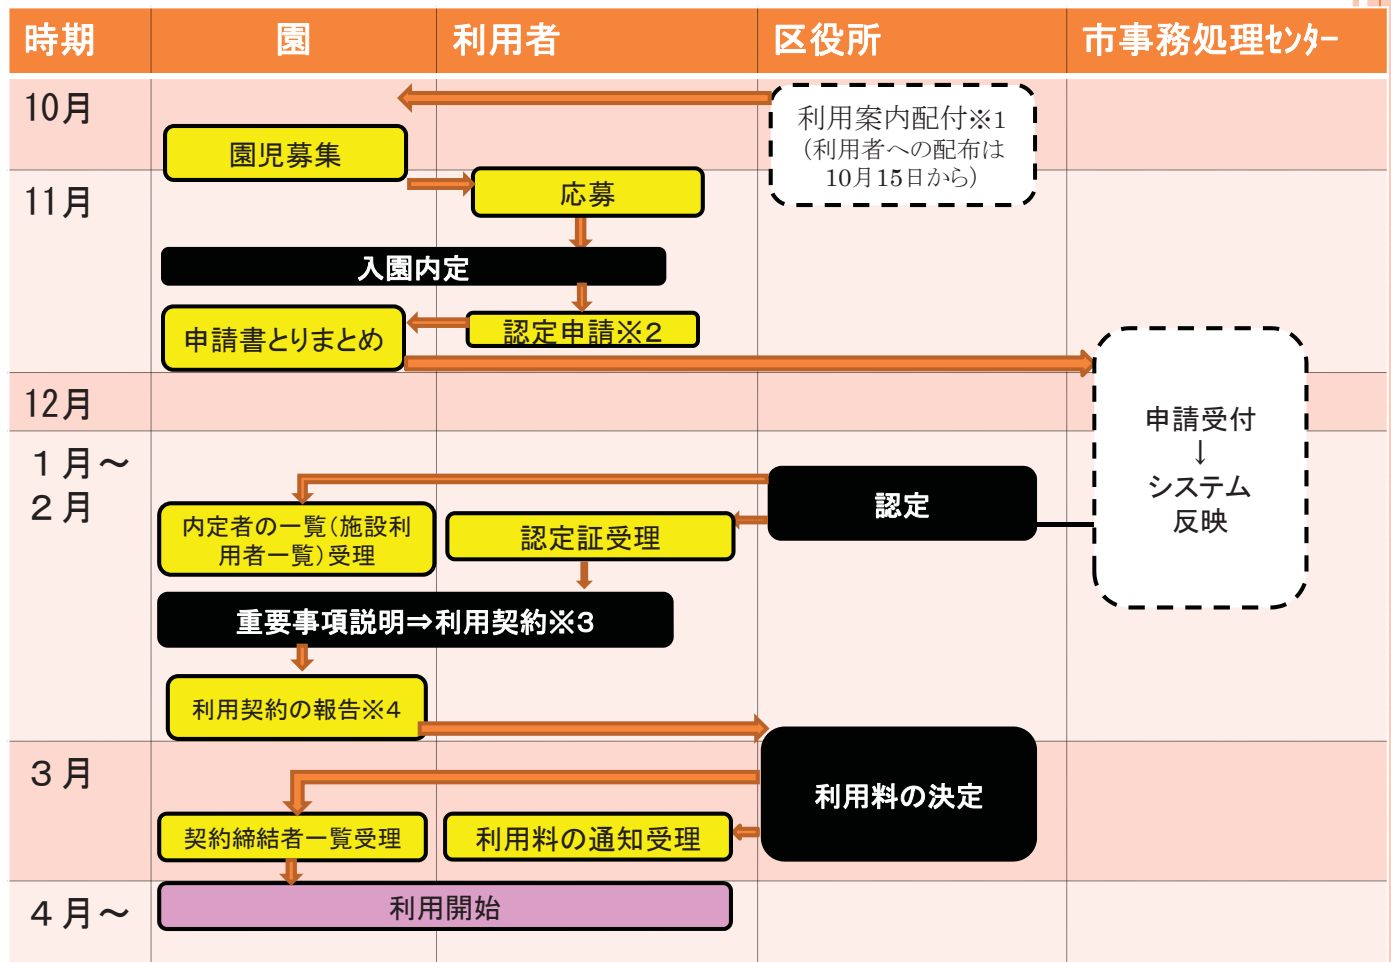 時期
園
利用者
区役所
市事務処理ｾﾝﾀｰ
10月
利用案内配付※1
（利用者への配布は
10月15日から）
園児募集
11月
応募
入園内定
認定申請※2
申請書とりまとめ
12月
申請受付
↓
システム
反映
１月～
２月
認定
内定者の一覧（施設利
用者一覧）受理
認定証受理
重要事項説明⇒利用契約※3
利用契約の報告※4
３月
利用料の決定
契約締結者一覧受理
利用料の通知受理
４月～
利用開始